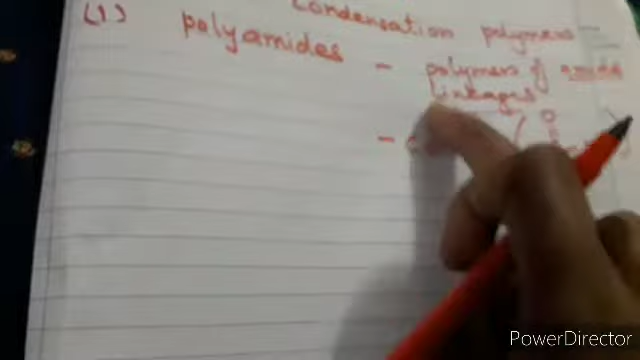 Condensation polymers
(1) polyamides - polymers of amide
linkages
-
O
PowerDirector